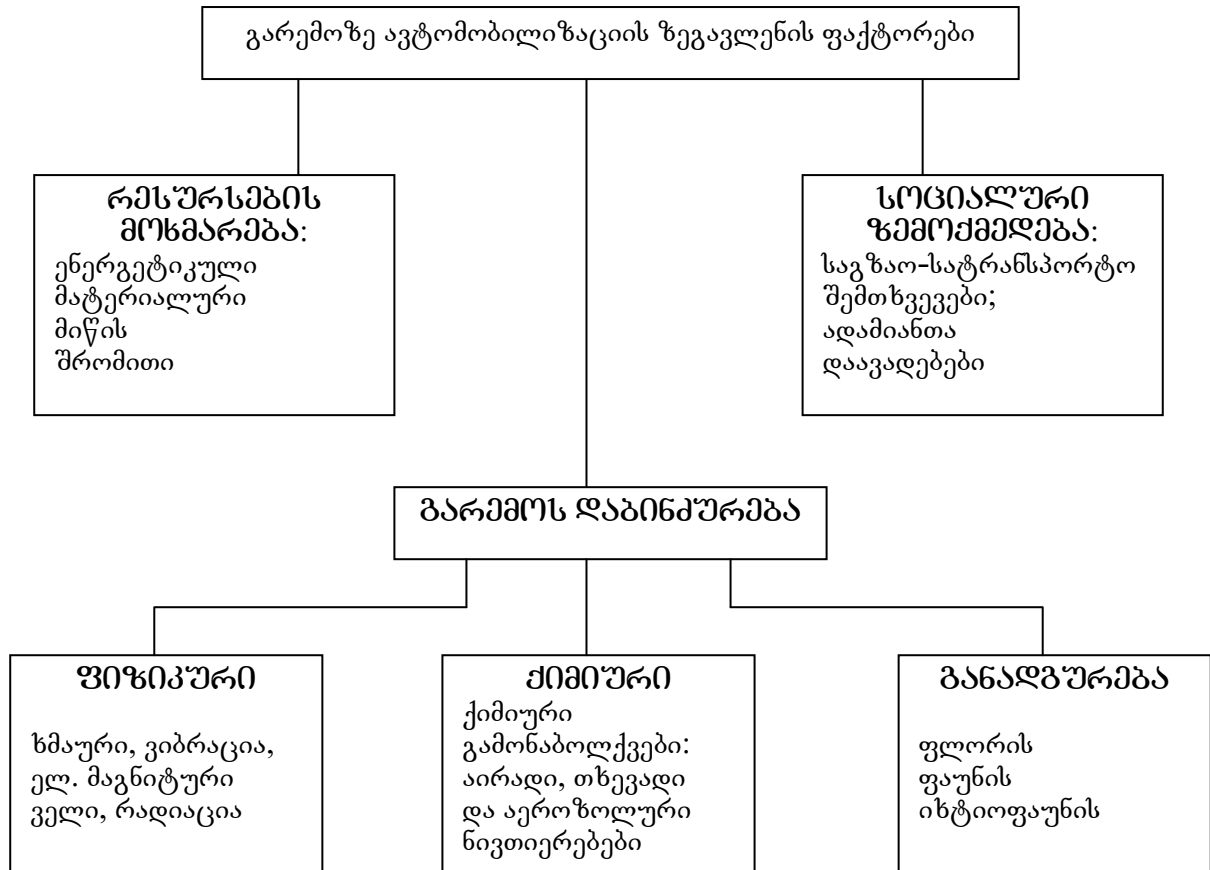 გარემოზე ავტომობილიზაციის ზეგავლენის ფაქტორები
რესურსების
მოხმარება:
ენერგეტიკული
მატერიალური
მიწის
შრომითი
სოციალური
ზემოქმედება:
საგზაო-სატრანსპორტო
შემთხვევები;
ადამიანთა
დაავადებები
გარემოს დაბინძურება
ფიზიკური
ხმაური, ვიბრაცია,
ელ. მაგნიტური
ველი, რადიაცია
ქიმიური
ქიმიური
გამონაბოლქვები:
აირადი, თხევადი
და აეროზოლური
ნივთიერებები
განადგურება
ფლორის
ფაუნის
იხტიოფაუნის